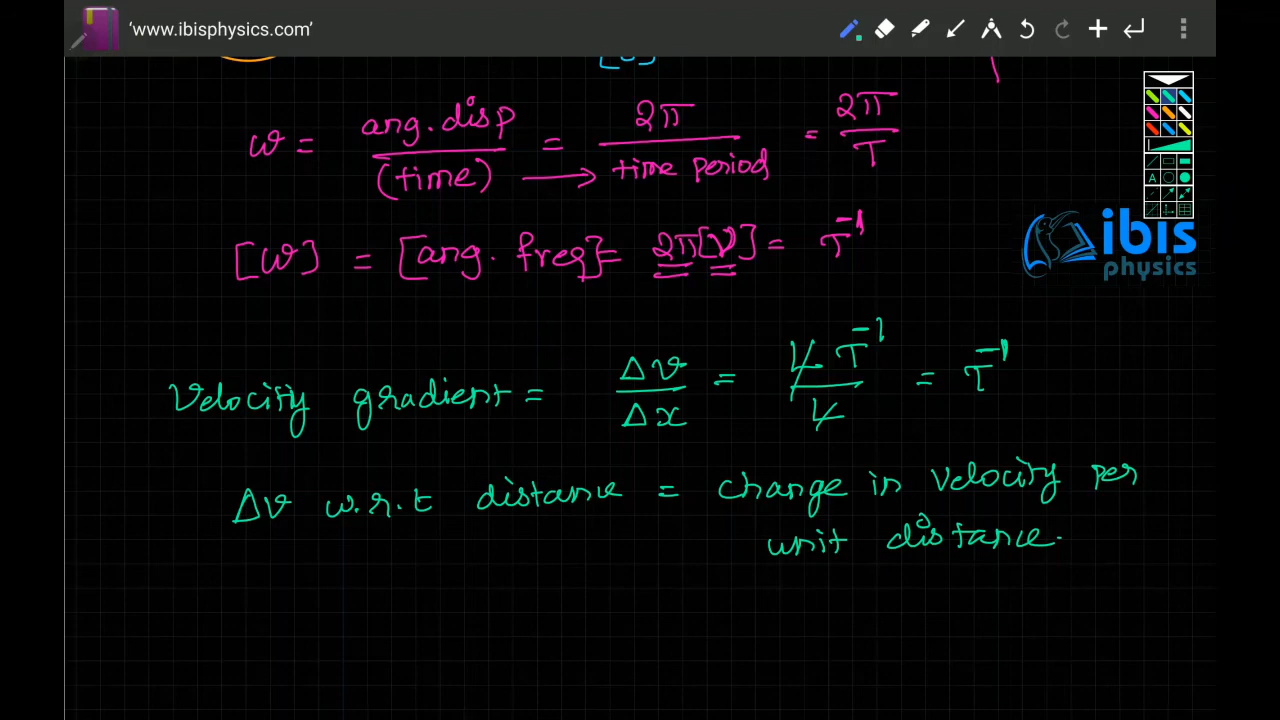 'www.ibisphysics.com'
ω = ang. disp / (time) → = 2π / time period = 2π / T
[ω] = [ang. freq] = 2π[ν] = T⁻¹
ibis
physics
Velocity gradient = Δv / Δx = L T⁻¹ / L = T⁻¹
Δv w.r.t distance = change in velocity per
unit distance.